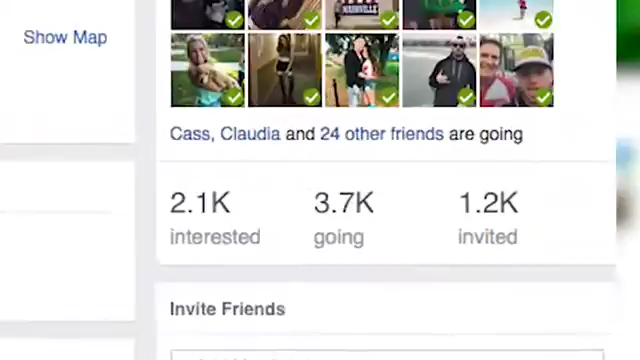 Show Map
NASHVILLE
Cass, Claudia and 24 other friends are going
2.1K 3.7K 1.2K
interested going invited
Invite Friends